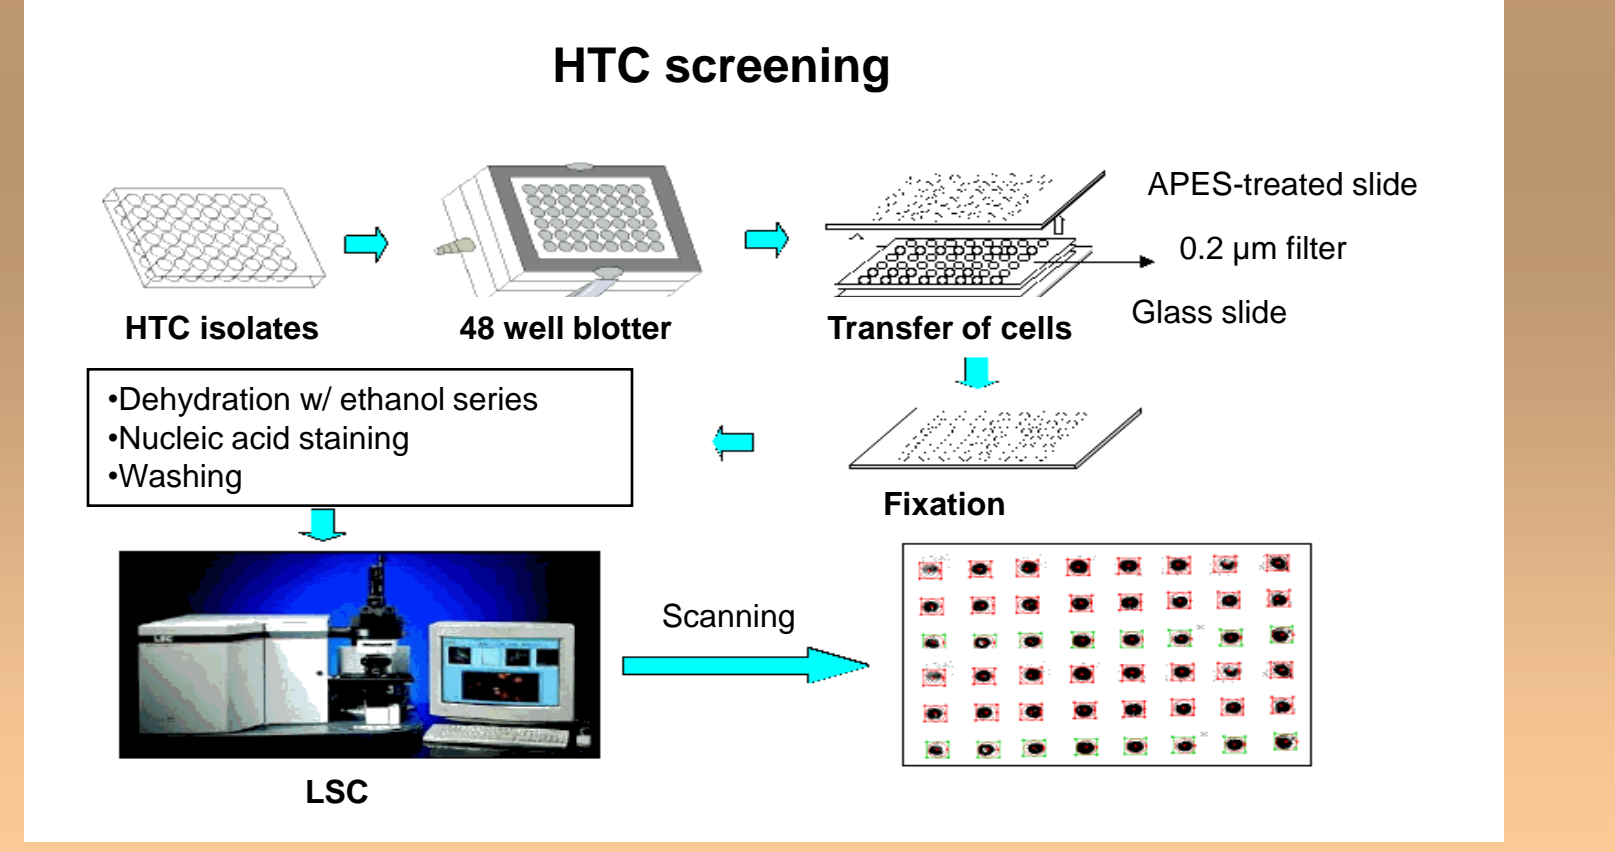 HTC screening
APES-treated slide
0.2 µm filter
Glass slide
HTC isolates
48 well blotter
Transfer of cells
•Dehydration w/ ethanol series
•Nucleic acid staining
•Washing
Fixation
LSC
Scanning
LSC